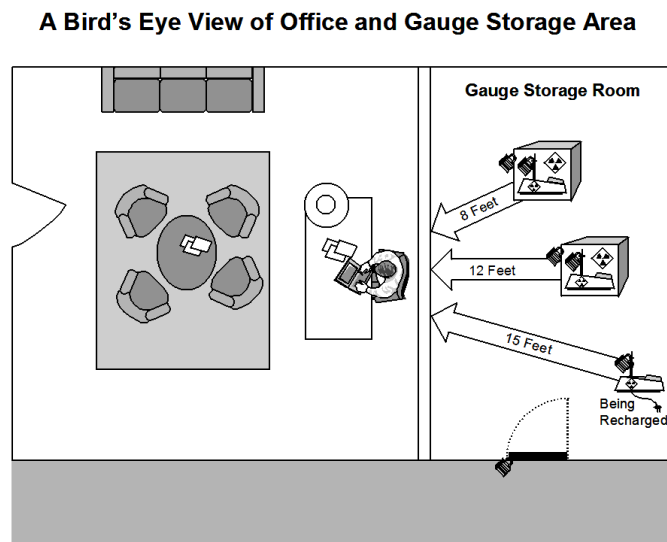 A Bird's Eye View of Office and Gauge Storage Area
Gauge Storage Room
8 Feet
12 Feet
15 Feet
Being
Recharged